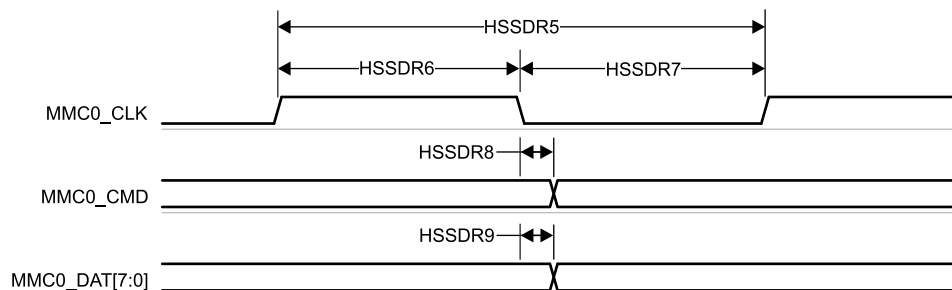 HSSDR5
HSSDR6 HSSDR7
MMC0_CLK
HSSDR8
MMC0_CMD
HSSDR9
MMC0_DAT[7:0]